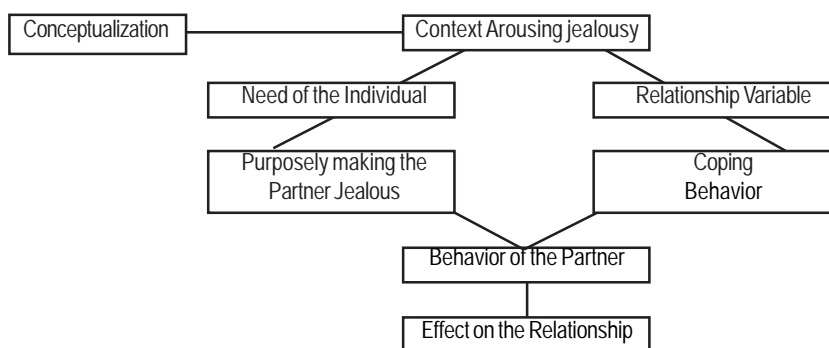 Conceptualization
Context Arousing jealousy
Need of the Individual
Relationship Variable
Purposely making the
Partner Jealous
Coping
Behavior
Behavior of the Partner
Effect on the Relationship